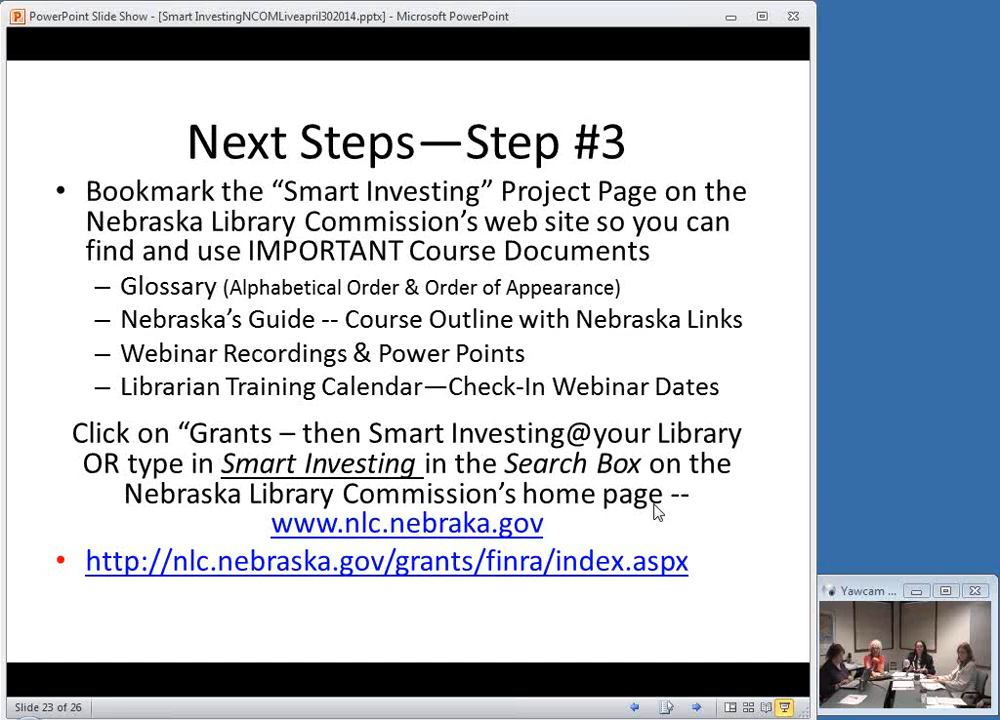 PowerPoint Slide Show - [Smart InvestingNCOMLiveapril302014.pptx] - Microsoft PowerPoint
Next Steps—Step #3
• Bookmark the “Smart Investing” Project Page on the
Nebraska Library Commission’s web site so you can
find and use IMPORTANT Course Documents
– Glossary (Alphabetical Order & Order of Appearance)
– Nebraska’s Guide -- Course Outline with Nebraska Links
– Webinar Recordings & Power Points
– Librarian Training Calendar—Check-In Webinar Dates
Click on “Grants – then Smart Investing@your Library
OR type in Smart Investing in the Search Box on the
Nebraska Library Commission’s home page --
www.nlc.nebraka.gov
• http://nlc.nebraska.gov/grants/finra/index.aspx
Yawcam ...
Slide 23 of 26